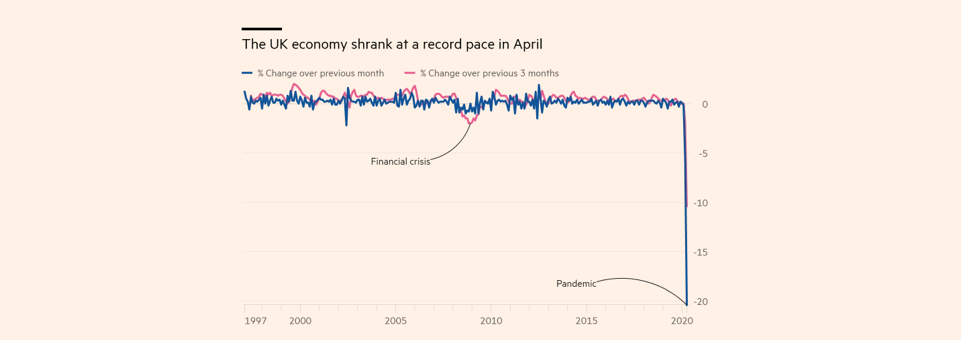 The UK economy shrank at a record pace in April
% Change over previous month % Change over previous 3 months
0
Financial crisis
-5
-10
-15
Pandemic
-20
1997 2000 2005 2010 2015 2020